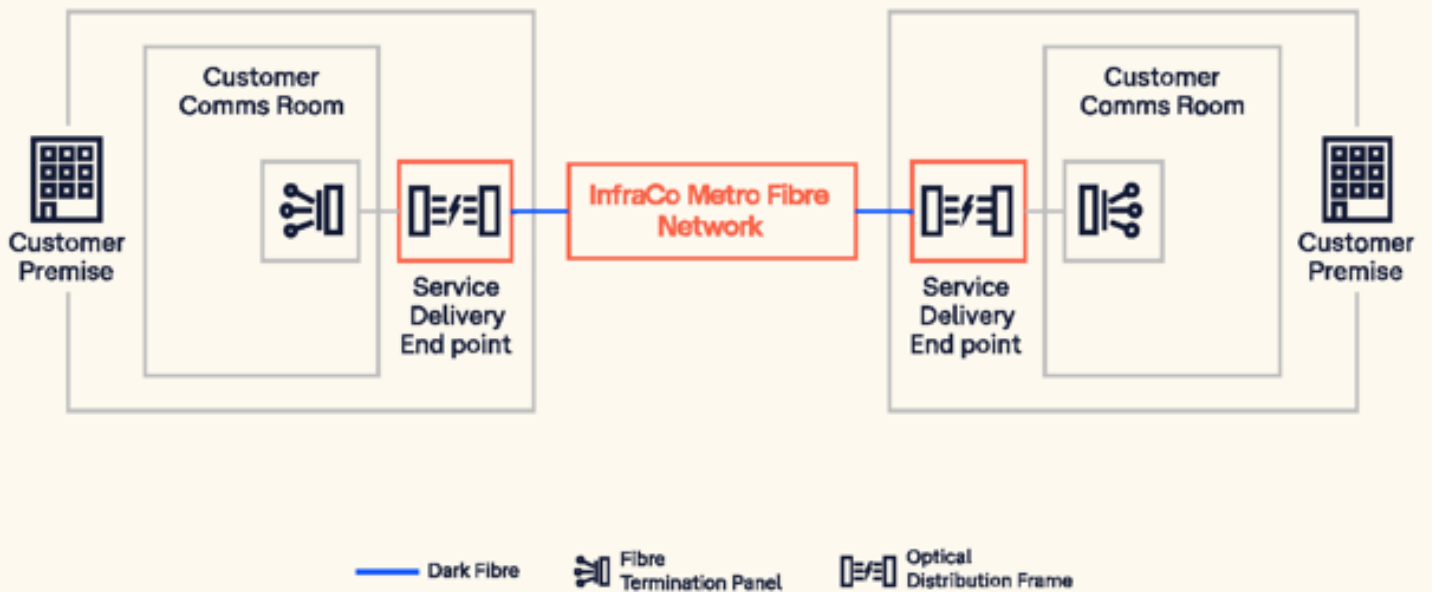 Customer
Comms Room
Customer
Premise
Service
Delivery
End point
InfraCo Metro Fibre
Network
Service
Delivery
End point
Customer
Comms Room
Customer
Premise
Dark Fibre
Fibre
Termination Panel
Optical
Distribution Frame